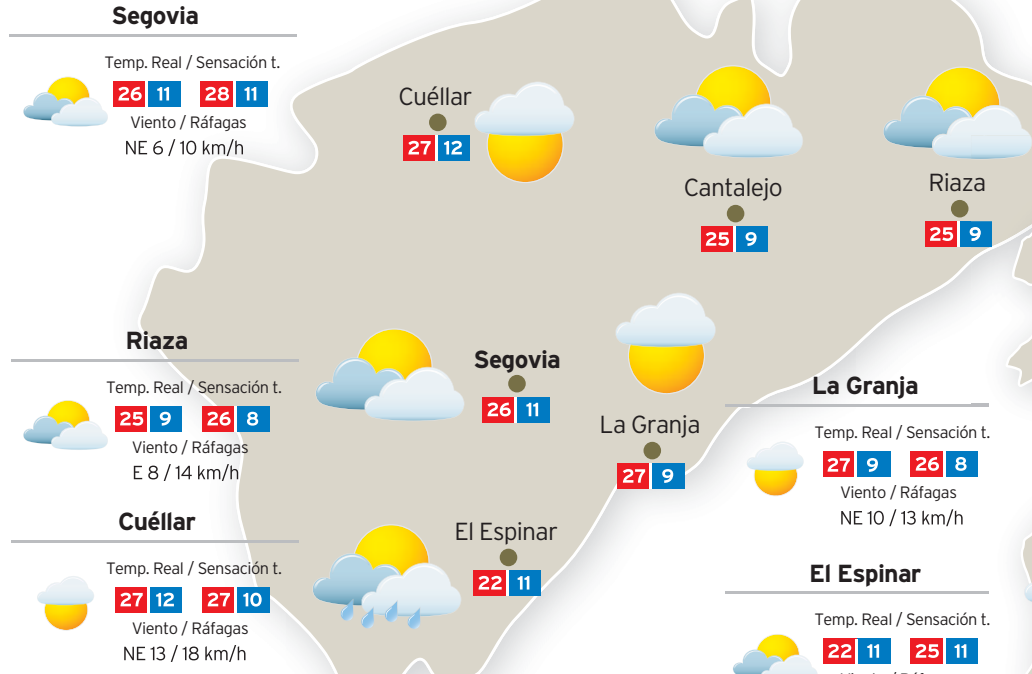 Segovia
Temp. Real / Sensación t.
26 11 28 11
Viento / Ráfagas
NE 6 / 10 km/h
Cuéllar
27 12
Cantalejo
25 9
Riaza
25 9
Riaza
Temp. Real / Sensación t.
25 9 26 8
Viento / Ráfagas
E 8 / 14 km/h
Segovia
26 11
La Granja
27 9
La Granja
Temp. Real / Sensación t.
27 9 26 8
Viento / Ráfagas
NE 10 / 13 km/h
Cuéllar
Temp. Real / Sensación t.
27 12 27 10
Viento / Ráfagas
NE 13 / 18 km/h
El Espinar
22 11
El Espinar
Temp. Real / Sensación t.
22 11 25 11